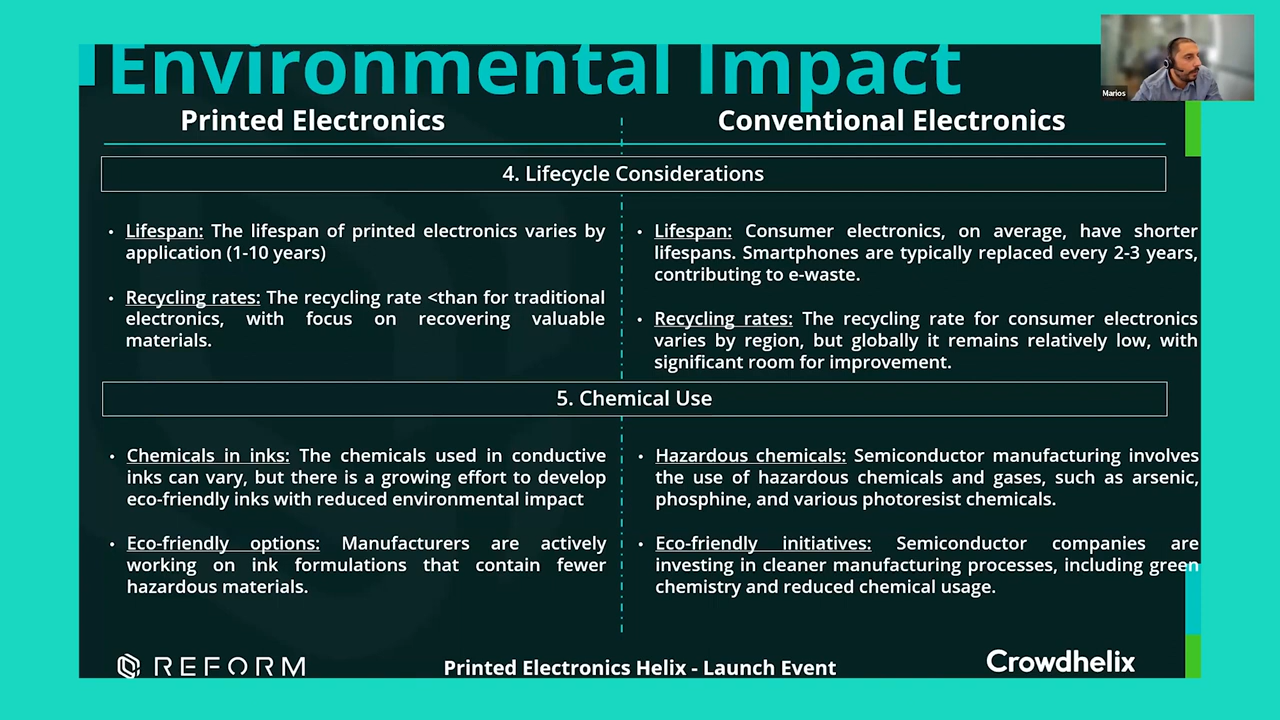 Environmental Impact
Marios
Printed Electronics
Conventional Electronics
4. Lifecycle Considerations
• Lifespan: The lifespan of printed electronics varies by
application (1-10 years)
• Recycling rates: The recycling rate <than for traditional
electronics, with focus on recovering valuable
materials.
• Lifespan: Consumer electronics, on average, have shorter
lifespans. Smartphones are typically replaced every 2-3 years,
contributing to e-waste.
• Recycling rates: The recycling rate for consumer electronics
varies by region, but globally it remains relatively low, with
significant room for improvement.
5. Chemical Use
• Chemicals in inks: The chemicals used in conductive
inks can vary, but there is a growing effort to develop
eco-friendly inks with reduced environmental impact
• Eco-friendly options: Manufacturers are actively
working on ink formulations that contain fewer
hazardous materials.
• Hazardous chemicals: Semiconductor manufacturing involves
the use of hazardous chemicals and gases, such as arsenic,
phosphine, and various photoresist chemicals.
• Eco-friendly initiatives: Semiconductor companies are
investing in cleaner manufacturing processes, including green
chemistry and reduced chemical usage.
REFORM
Printed Electronics Helix - Launch Event
Crowdhelix